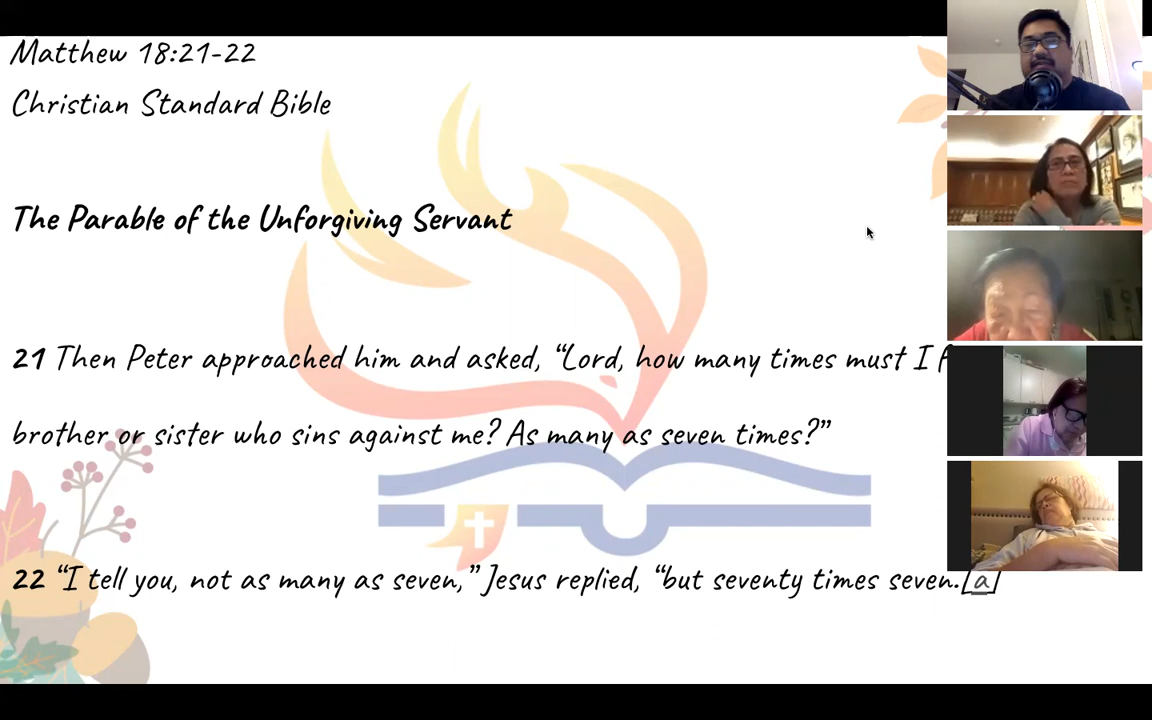 Matthew 18:21-22
Christian Standard Bible
The Parable of the Unforgiving Servant
21 Then Peter approached him and asked, “Lord, how many times must I
brother or sister who sins against me? As many as seven times?”
22 “I tell you, not as many as seven,” Jesus replied, “but seventy times seven.[a]